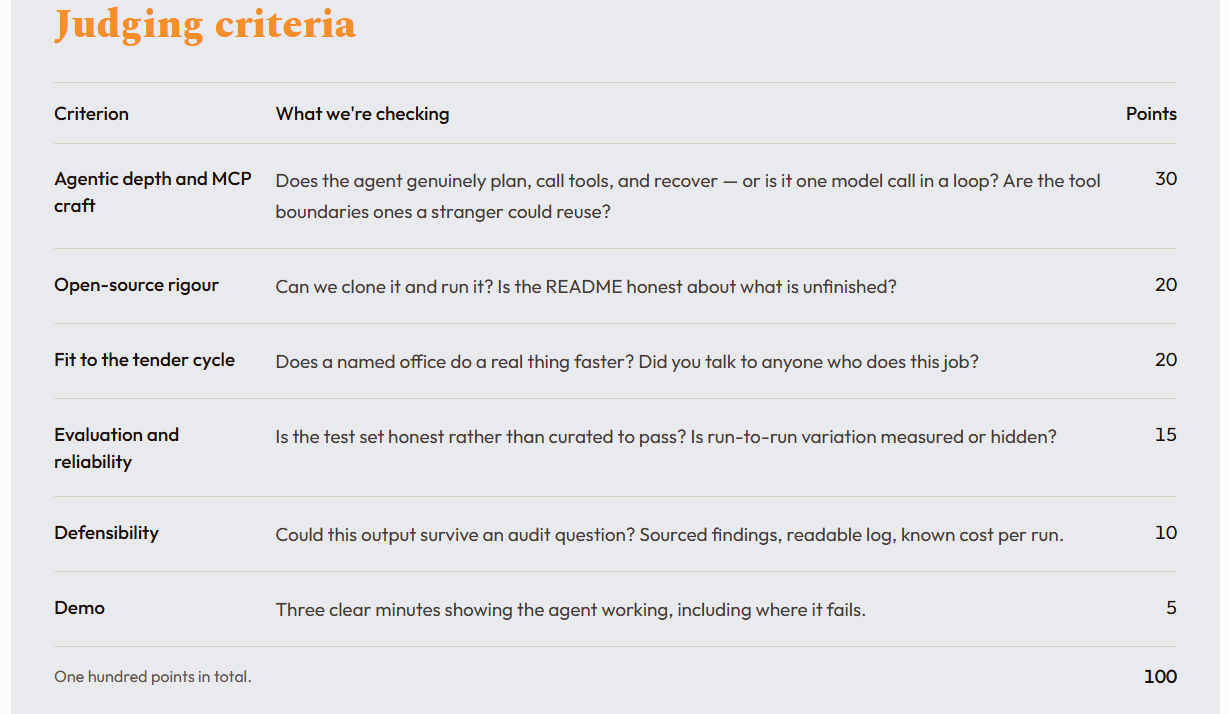 Judging criteria
Criterion What we're checking Points
Agentic depth and MCP craft Does the agent genuinely plan, call tools, and recover — or is it one model call in a loop? Are the tool boundaries ones a stranger could reuse? 30
Open-source rigour Can we clone it and run it? Is the README honest about what is unfinished? 20
Fit to the tender cycle Does a named office do a real thing faster? Did you talk to anyone who does this job? 20
Evaluation and reliability Is the test set honest rather than curated to pass? Is run-to-run variation measured or hidden? 15
Defensibility Could this output survive an audit question? Sourced findings, readable log, known cost per run. 10
Demo Three clear minutes showing the agent working, including where it fails. 5
One hundred points in total. 100